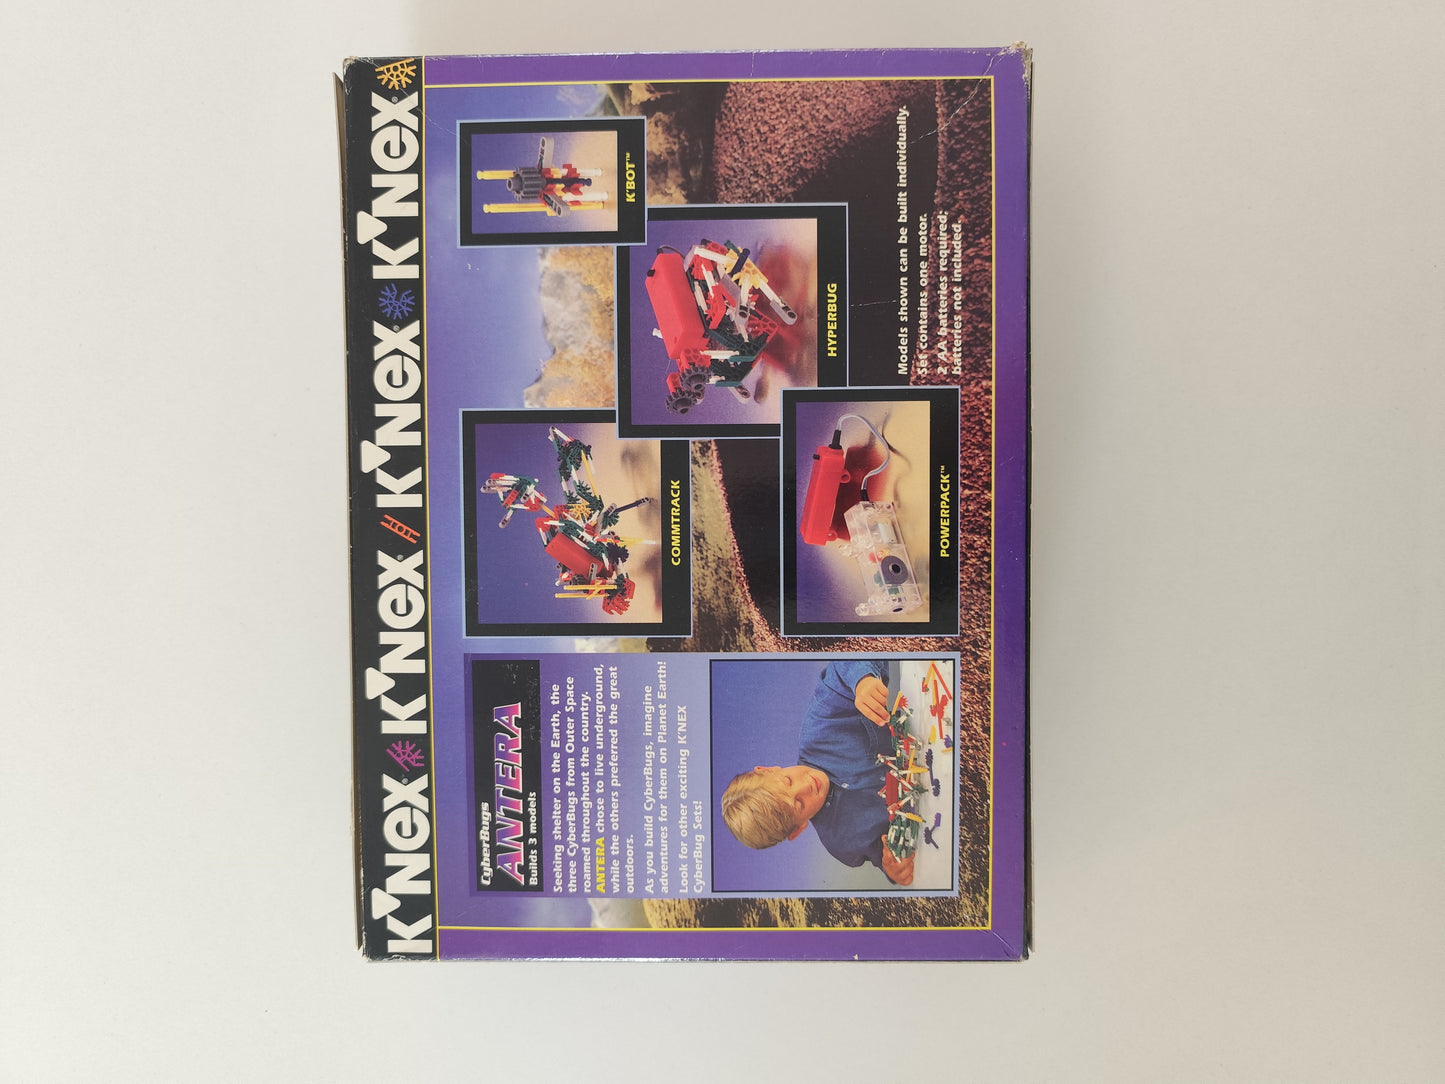 K'NEX K'NEX® K'NEX® K'NEX®
CyberBugs
ANTERA
Builds 3 models
Seeking shelter on the Earth, the
three CyberBugs from Outer Space
roamed throughout the country.
ANTERA chose to live underground,
while the others preferred the great
outdoors.
As you build CyberBugs, imagine
adventures for them on Planet Earth!
Look for other exciting K'NEX
CyberBug Sets!
COMMTRACK
K'BOT™
HYPERBUG
POWERPACK™
Models shown can be built individually.
Set contains one motor.
2 AA batteries required;
batteries not included.